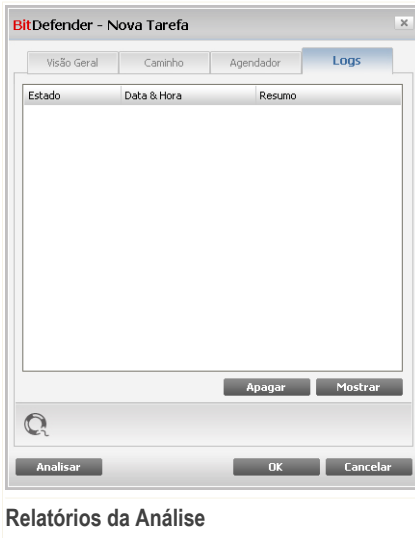 BitDefender - Nova Tarefa
Visão Geral Caminho Agendador Logs
Estado Data & Hora Resumo
Apagar Mostrar
Analisar OK Cancelar
Relatórios da Análise